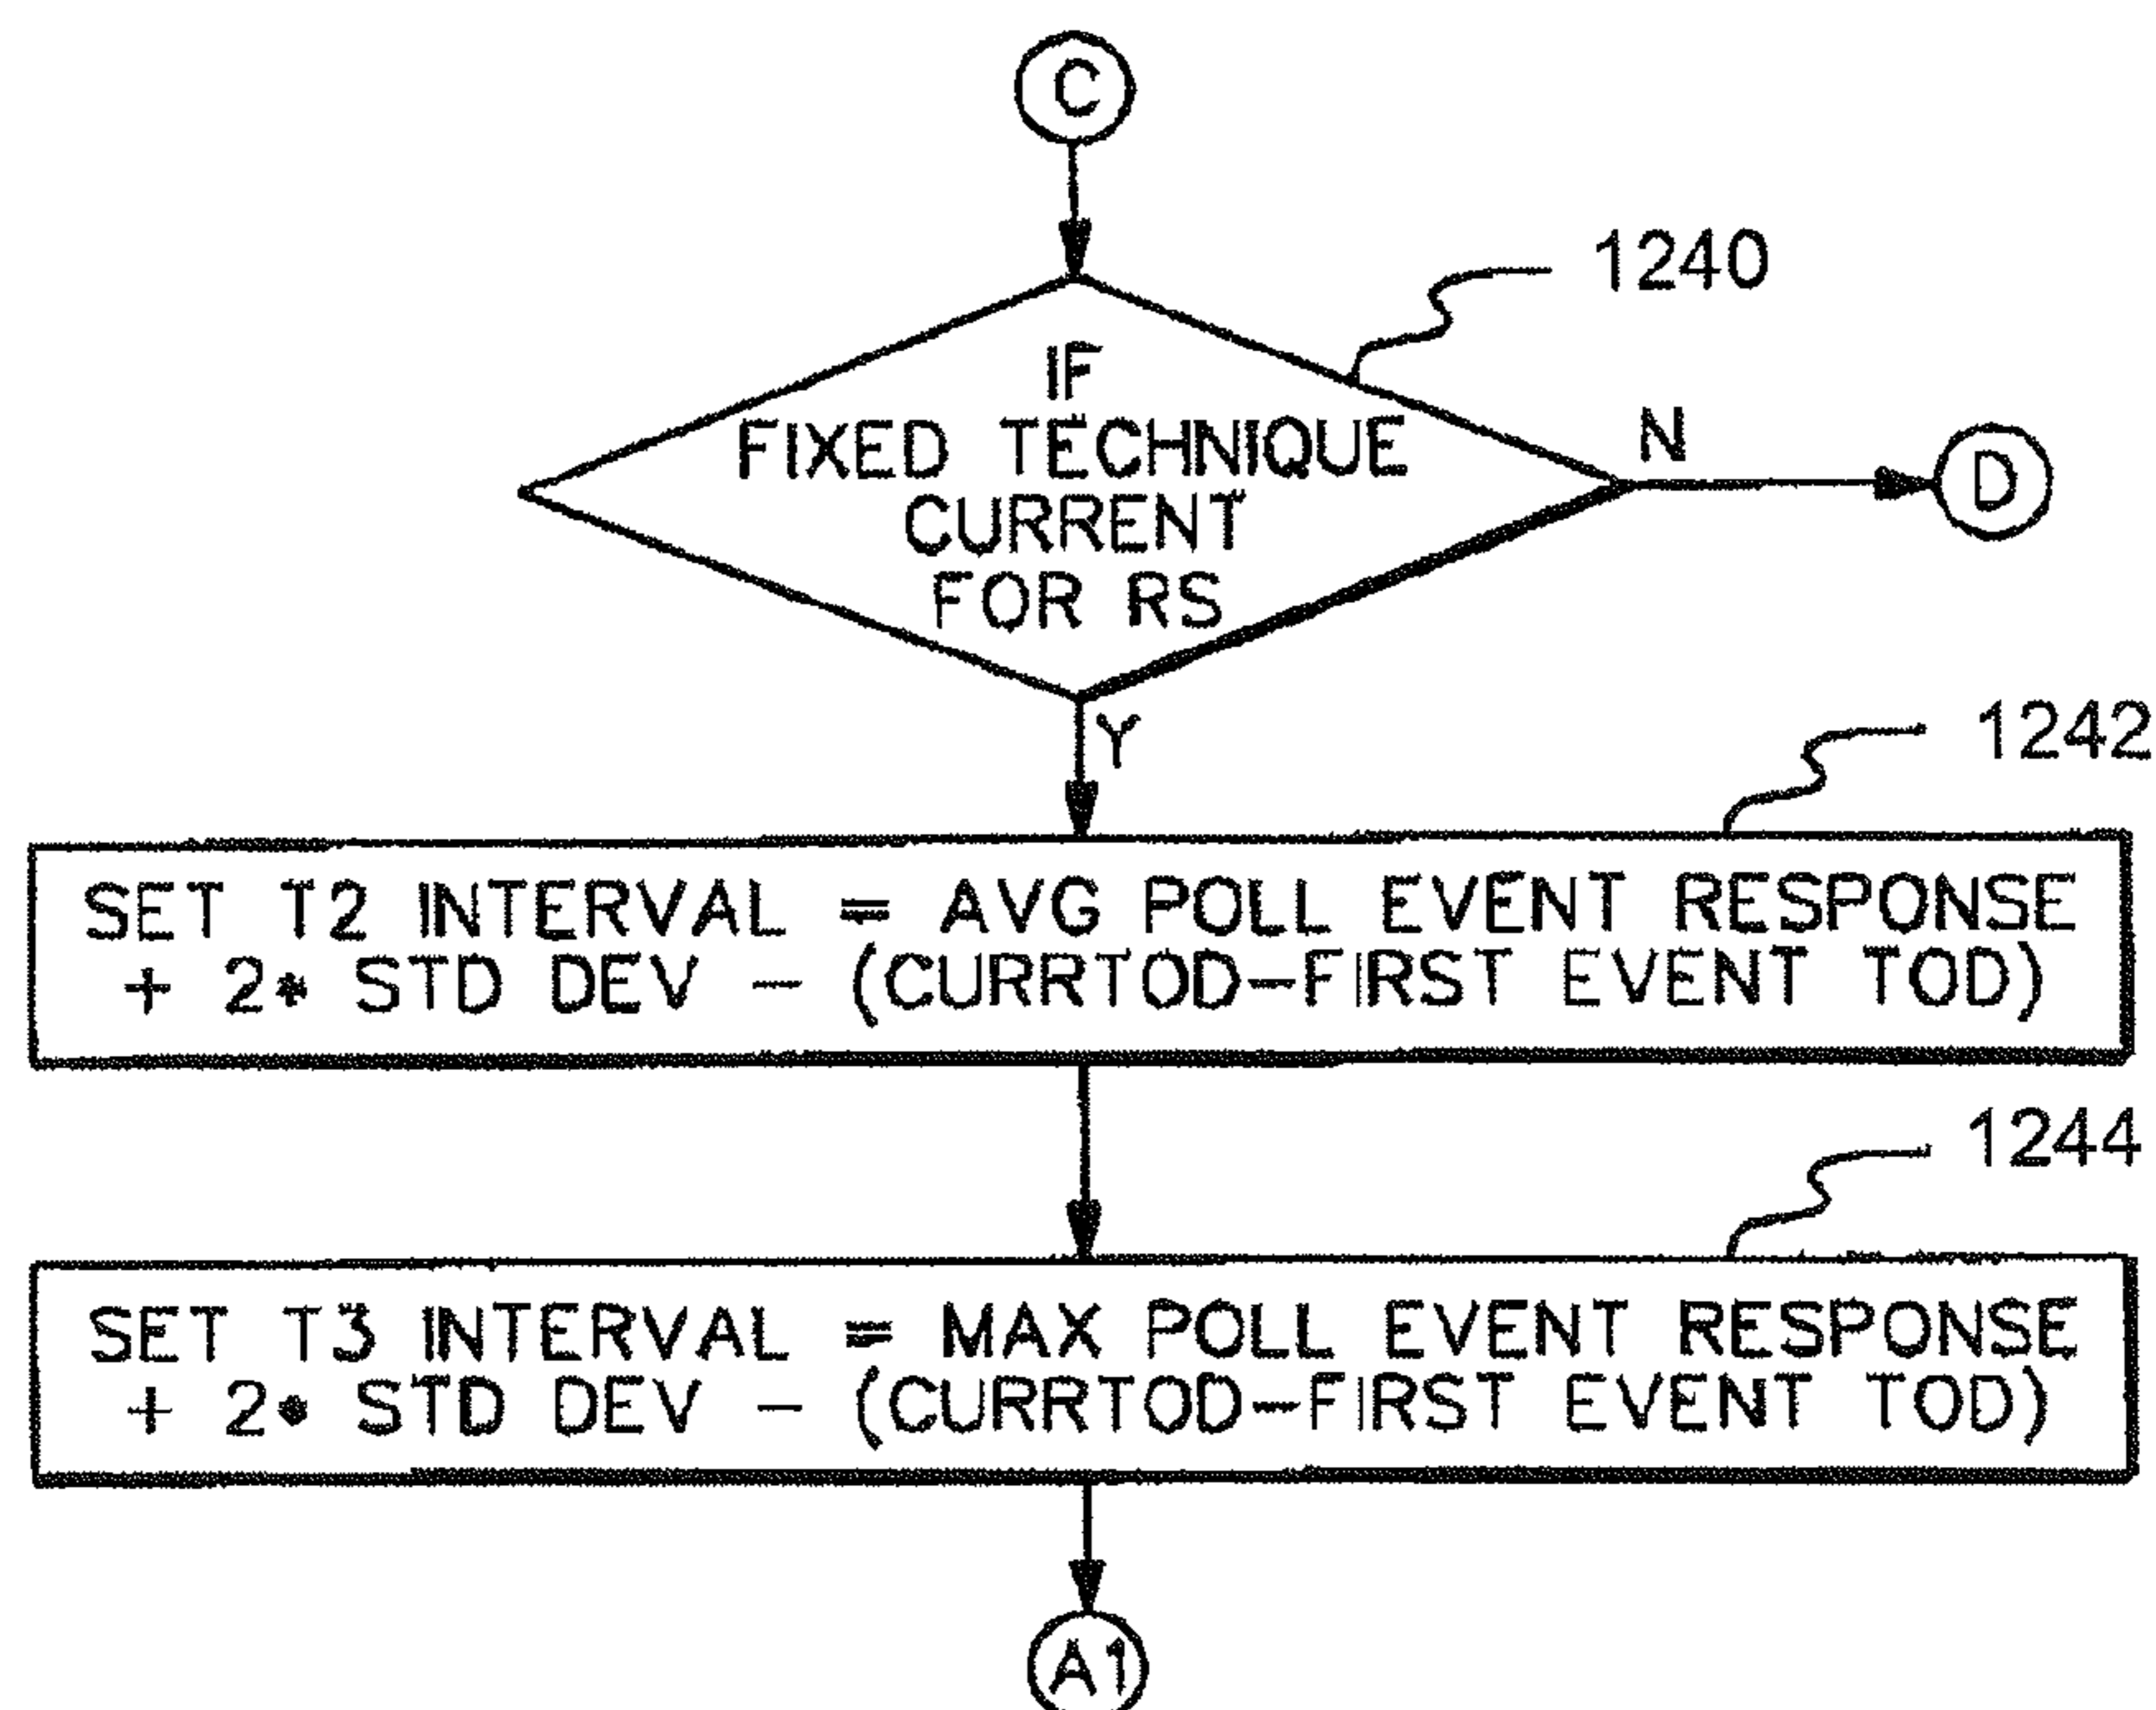 C
1240
IF
FIXED TECHNIQUE
CURRENT
FOR RS
N
D
Y
1242
SET T2 INTERVAL = AVG POLL EVENT RESPONSE
+ 2* STD DEV - (CURRTOD-FIRST EVENT TOD)
1244
SET T3 INTERVAL = MAX POLL EVENT RESPONSE
+ 2* STD DEV - (CURRTOD-FIRST EVENT TOD)
A1